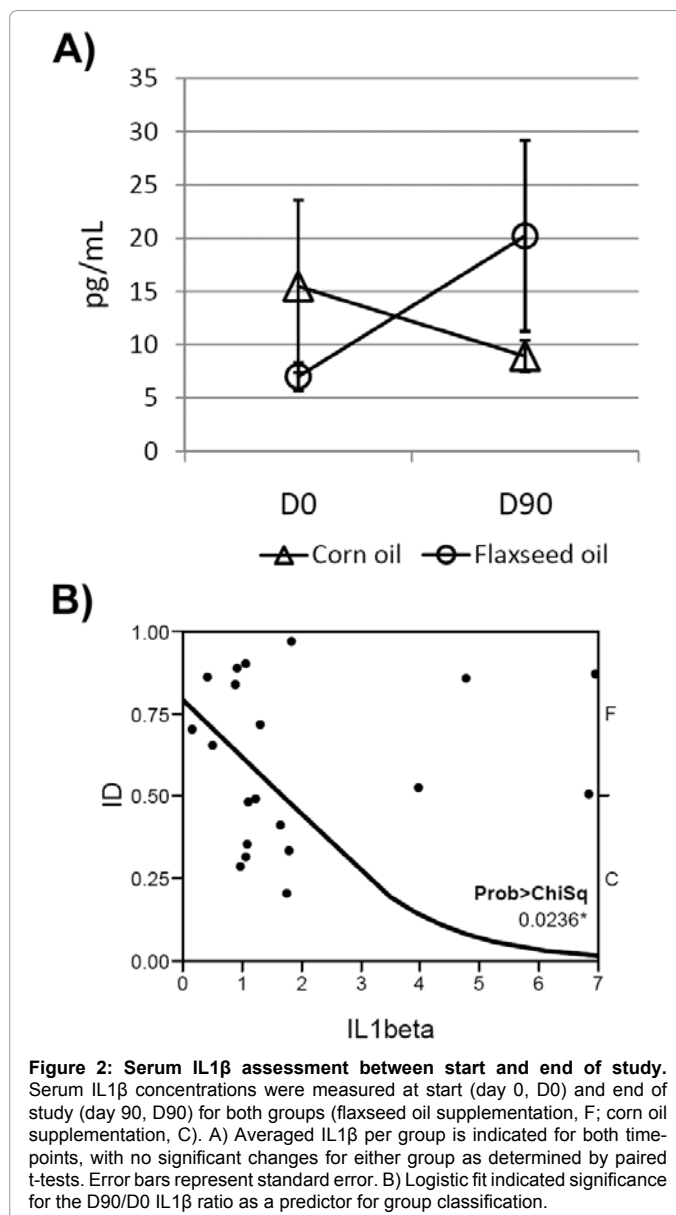 A)
35
30
25
20
15
10
5
0
pg/mL
D0 D90
Corn oil Flaxseed oil
B)
1.00
0.75
0.50
0.25
0.00
ID
F
C
Prob>ChiSq
0.0236*
0 1 2 3 4 5 6 7
IL1beta
Figure 2: Serum IL1β assessment between start and end of study.
Serum IL1β concentrations were measured at start (day 0, D0) and end of
study (day 90, D90) for both groups (flaxseed oil supplementation, F; corn oil
supplementation, C). A) Averaged IL1β per group is indicated for both time-
points, with no significant changes for either group as determined by paired
t-tests. Error bars represent standard error. B) Logistic fit indicated significance
for the D90/D0 IL1β ratio as a predictor for group classification.